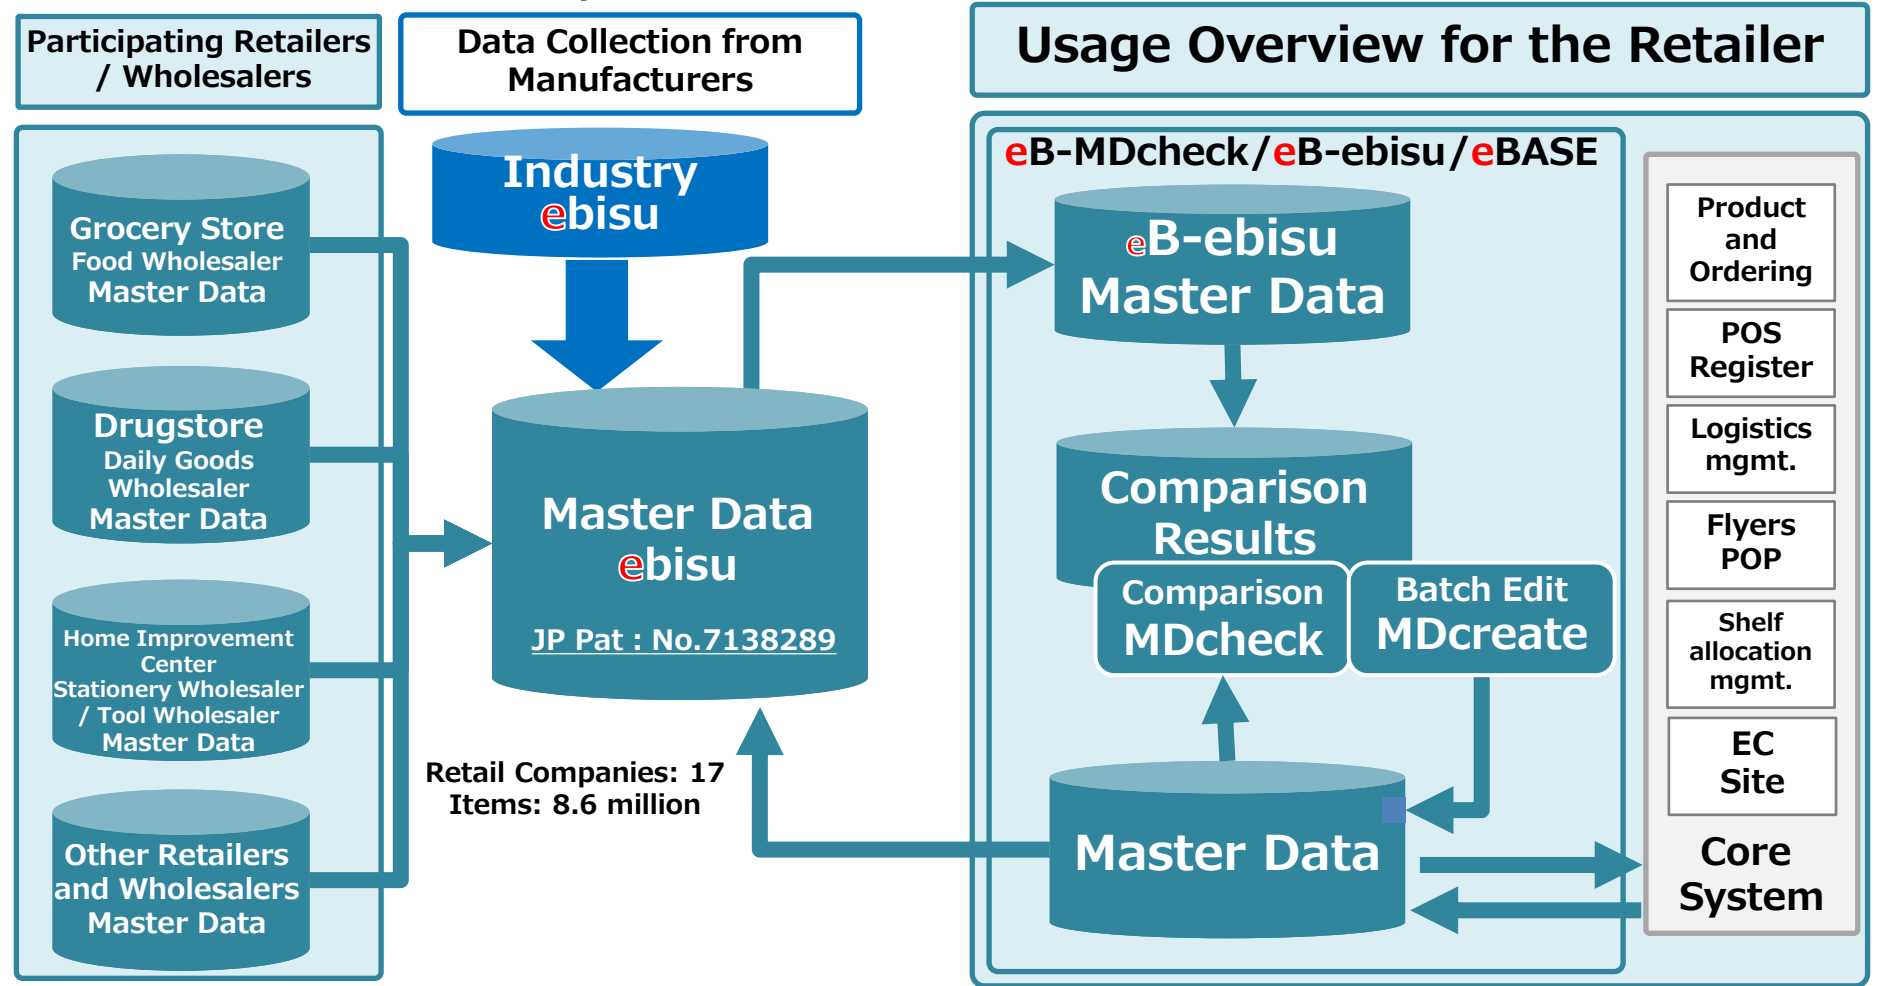 Participating Retailers
/ Wholesalers
Data Collection from
Manufacturers
Usage Overview for the Retailer
Grocery Store
Food Wholesaler
Master Data
Drugstore
Daily Goods
Wholesaler
Master Data
Home Improvement
Center
Stationery Wholesaler
/ Tool Wholesaler
Master Data
Other Retailers
and Wholesalers
Master Data
Industry
ebisu
Master Data
ebisu
JP Pat : No.7138289
Retail Companies: 17
Items: 8.6 million
eB-MDcheck/eB-ebisu/eBASE
eB-ebisu
Master Data
Comparison
Results
Comparison
MDcheck
Batch Edit
MDcreate
Master Data
Product
and
Ordering
POS
Register
Logistics
mgmt.
Flyers
POP
Shelf
allocation
mgmt.
EC
Site
Core
System